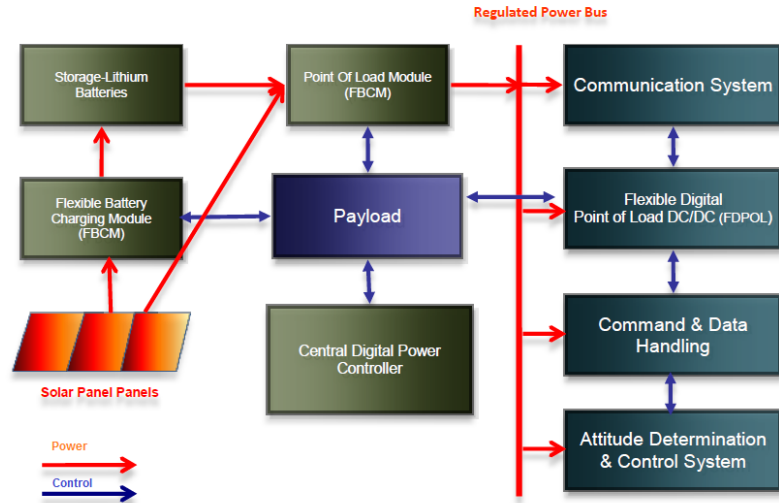 Regulated Power Bus
Storage-Lithium
Batteries
Point Of Load Module
(FBCM)
Communication System
Flexible Battery
Charging Module
(FBCM)
Payload
Flexible Digital
Point of Load DC/DC (FDPOL)
Central Digital Power
Controller
Command & Data
Handling
Solar Panel Panels
Attitude Determination
& Control System
Power
Control